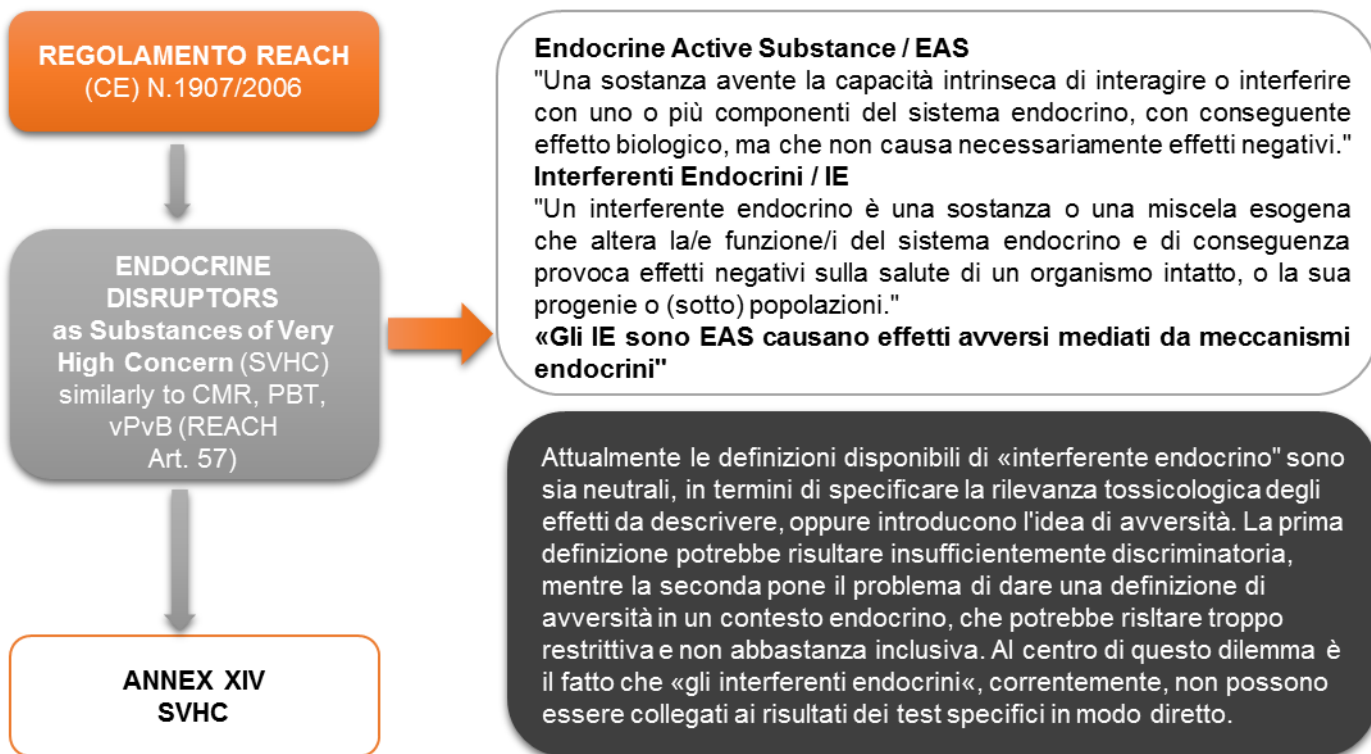 REGOLAMENTO REACH
(CE) N.1907/2006
ENDOCRINE
DISRUPTORS
as Substances of Very
High Concern (SVHC)
similarly to CMR, PBT,
vPvB (REACH
Art. 57)
ANNEX XIV
SVHC
Endocrine Active Substance / EAS
"Una sostanza avente la capacità intrinseca di interagire o interferire
con uno o più componenti del sistema endocrino, con conseguente
effetto biologico, ma che non causa necessariamente effetti negativi."
Interferenti Endocrini / IE
"Un interferente endocrino è una sostanza o una miscela esogena
che altera la/e funzione/i del sistema endocrino e di conseguenza
provoca effetti negativi sulla salute di un organismo intatto, o la sua
progenie o (sotto) popolazioni."
«Gli IE sono EAS causano effetti avversi mediati da meccanismi
endocrini"
Attualmente le definizioni disponibili di «interferente endocrino" sono
sia neutrali, in termini di specificare la rilevanza tossicologica degli
effetti da descrivere, oppure introducono l'idea di avversità. La prima
definizione potrebbe risultare insufficientemente discriminatoria,
mentre la seconda pone il problema di dare una definizione di
avversità in un contesto endocrino, che potrebbe risltare troppo
restrittiva e non abbastanza inclusiva. Al centro di questo dilemma è
il fatto che «gli interferenti endocrini«, correntemente, non possono
essere collegati ai risultati dei test specifici in modo diretto.